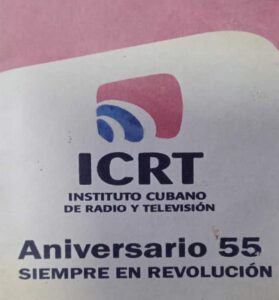 ICRT
INSTITUTO CUBANO
DE RADIO Y TELEVISIÓN
Aniversario 55
SIEMPRE EN REVOLUCIÓN